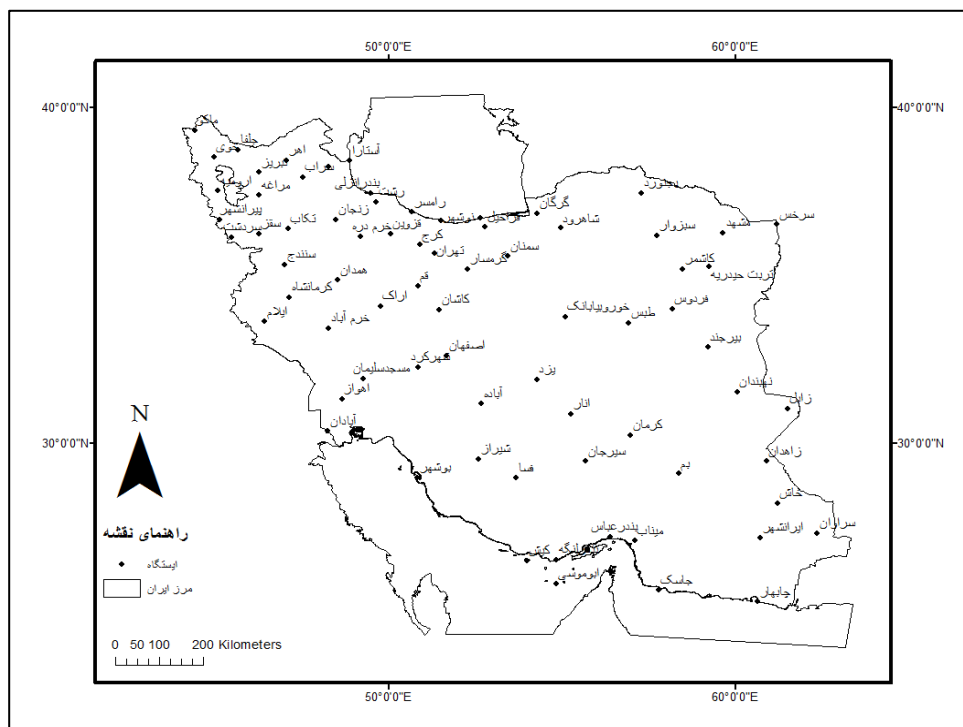 50°0'0"E
60°0'0"E
40°0'0"N
40°0'0"N
ماکو
جلفا
خوی
اهر
تبریز
سراب
آستارا
ارومیه
مراغه
بندرانزلی
رشت
بجنورد
پیرانشهر
زنجان
رامسر
گرگان
سرخس
تکاب
سقز
سردشت
خرم دره
قزوین
نوشهر
شاهرود
سبزوار
مشهد
کرج
تهران
سمنان
سنندج
گرمسار
کاشمر
تربت حیدریه
همدان
قم
کرمانشاه
اراک
کاشان
خوروبیابانک
طبس
فردوس
ایلام
خرم آباد
بیرجند
اصفهان
شهرکرد
مسجدسلیمان
یزد
نهبندان
اهواز
آباده
انار
زابل
آبادان
کرمان
30°0'0"N
30°0'0"N
شیراز
سیرجان
زاهدان
بوشهر
فسا
بم
خاش
N
بندرعباس
میناب
ایرانشهر
سراوان
کیش
ابوموسی
جاسک
چابهار
راهنمای نقشه
ایستگاه
مرز ایران
0 50 100 200 Kilometers
50°0'0"E
60°0'0"E